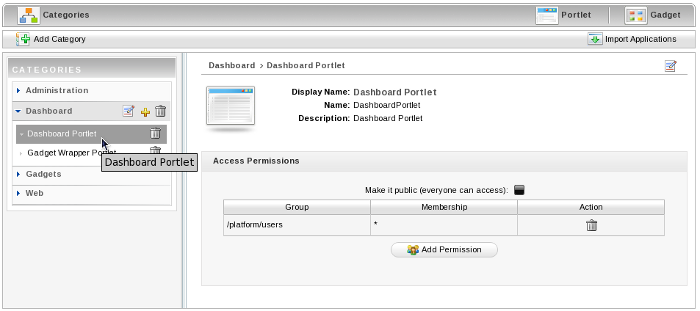 Categories
Portlet
Gadget
Add Category
Import Applications
CATEGORIES
Administration
Dashboard
Dashboard Portlet
Gadget Wrapper Portlet
Dashboard Portlet
Gadgets
Web
Dashboard > Dashboard Portlet
Display Name: Dashboard Portlet
Name: DashboardPortlet
Description: Dashboard Portlet
Access Permissions
Make it public (everyone can access):
Group Membership Action
/platform/users *
Add Permission